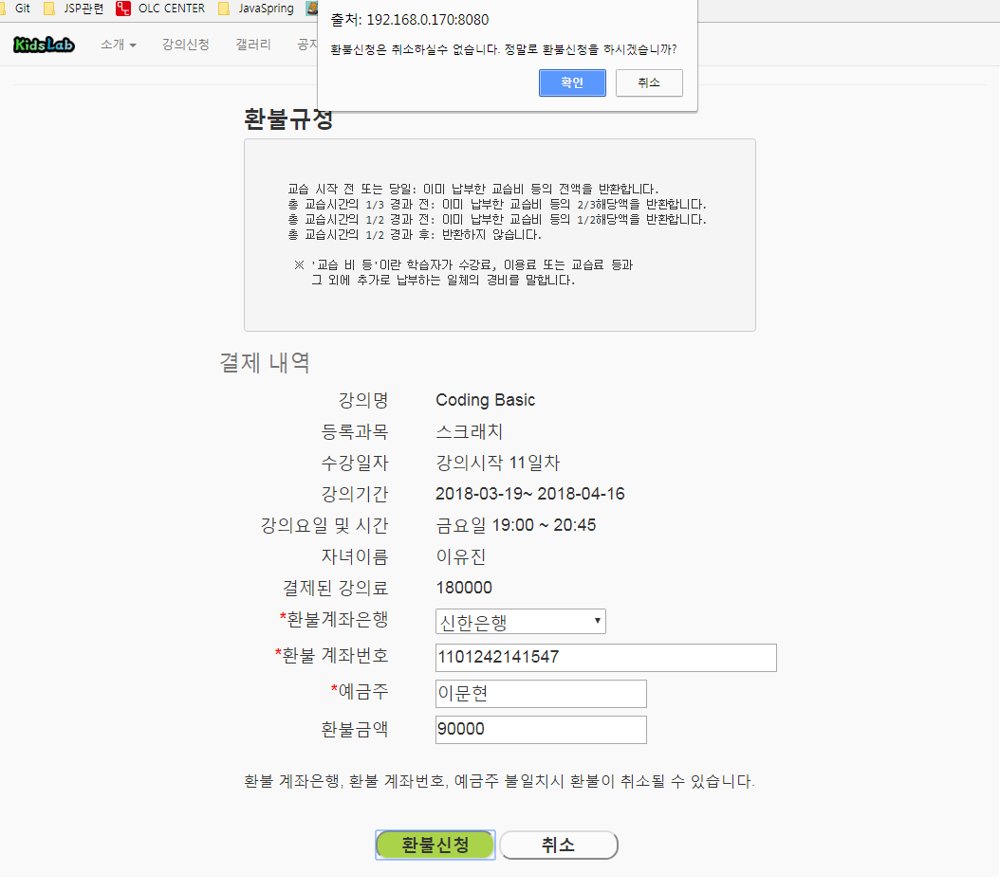 Git JSP관련 OLC CENTER JavaSpring
출처: 192.168.0.170:8080
환불신청은 취소하실수 없습니다. 정말로 환불신청을 하시겠습니까?
확인 취소
KidsLab 소개 강의신청 갤러리
환불규정
교습 시작 전 또는 당일: 이미 납부한 교습비 등의 전액을 반환합니다.
총 교습시간의 1/3 경과 전: 이미 납부한 교습비 등의 2/3해당액을 반환합니다.
총 교습시간의 1/2 경과 전: 이미 납부한 교습비 등의 1/2해당액을 반환합니다.
총 교습시간의 1/2 경과 후: 반환하지 않습니다.
※ '교습 비 등'이란 학습자가 수강료, 이용료 또는 교습료 등과
그 외에 추가로 납부하는 일체의 경비를 말합니다.
결제 내역
강의명 Coding Basic
등록과목 스크래치
수강일자 강의시작 11일차
강의기간 2018-03-19~ 2018-04-16
강의요일 및 시간 금요일 19:00 ~ 20:45
자녀이름 이유진
결제된 강의료 180000
*환불계좌은행 신한은행
*환불 계좌번호 1101242141547
*예금주 이문현
환불금액 90000
환불 계좌은행, 환불 계좌번호, 예금주 불일치시 환불이 취소될 수 있습니다.
환불신청 취소